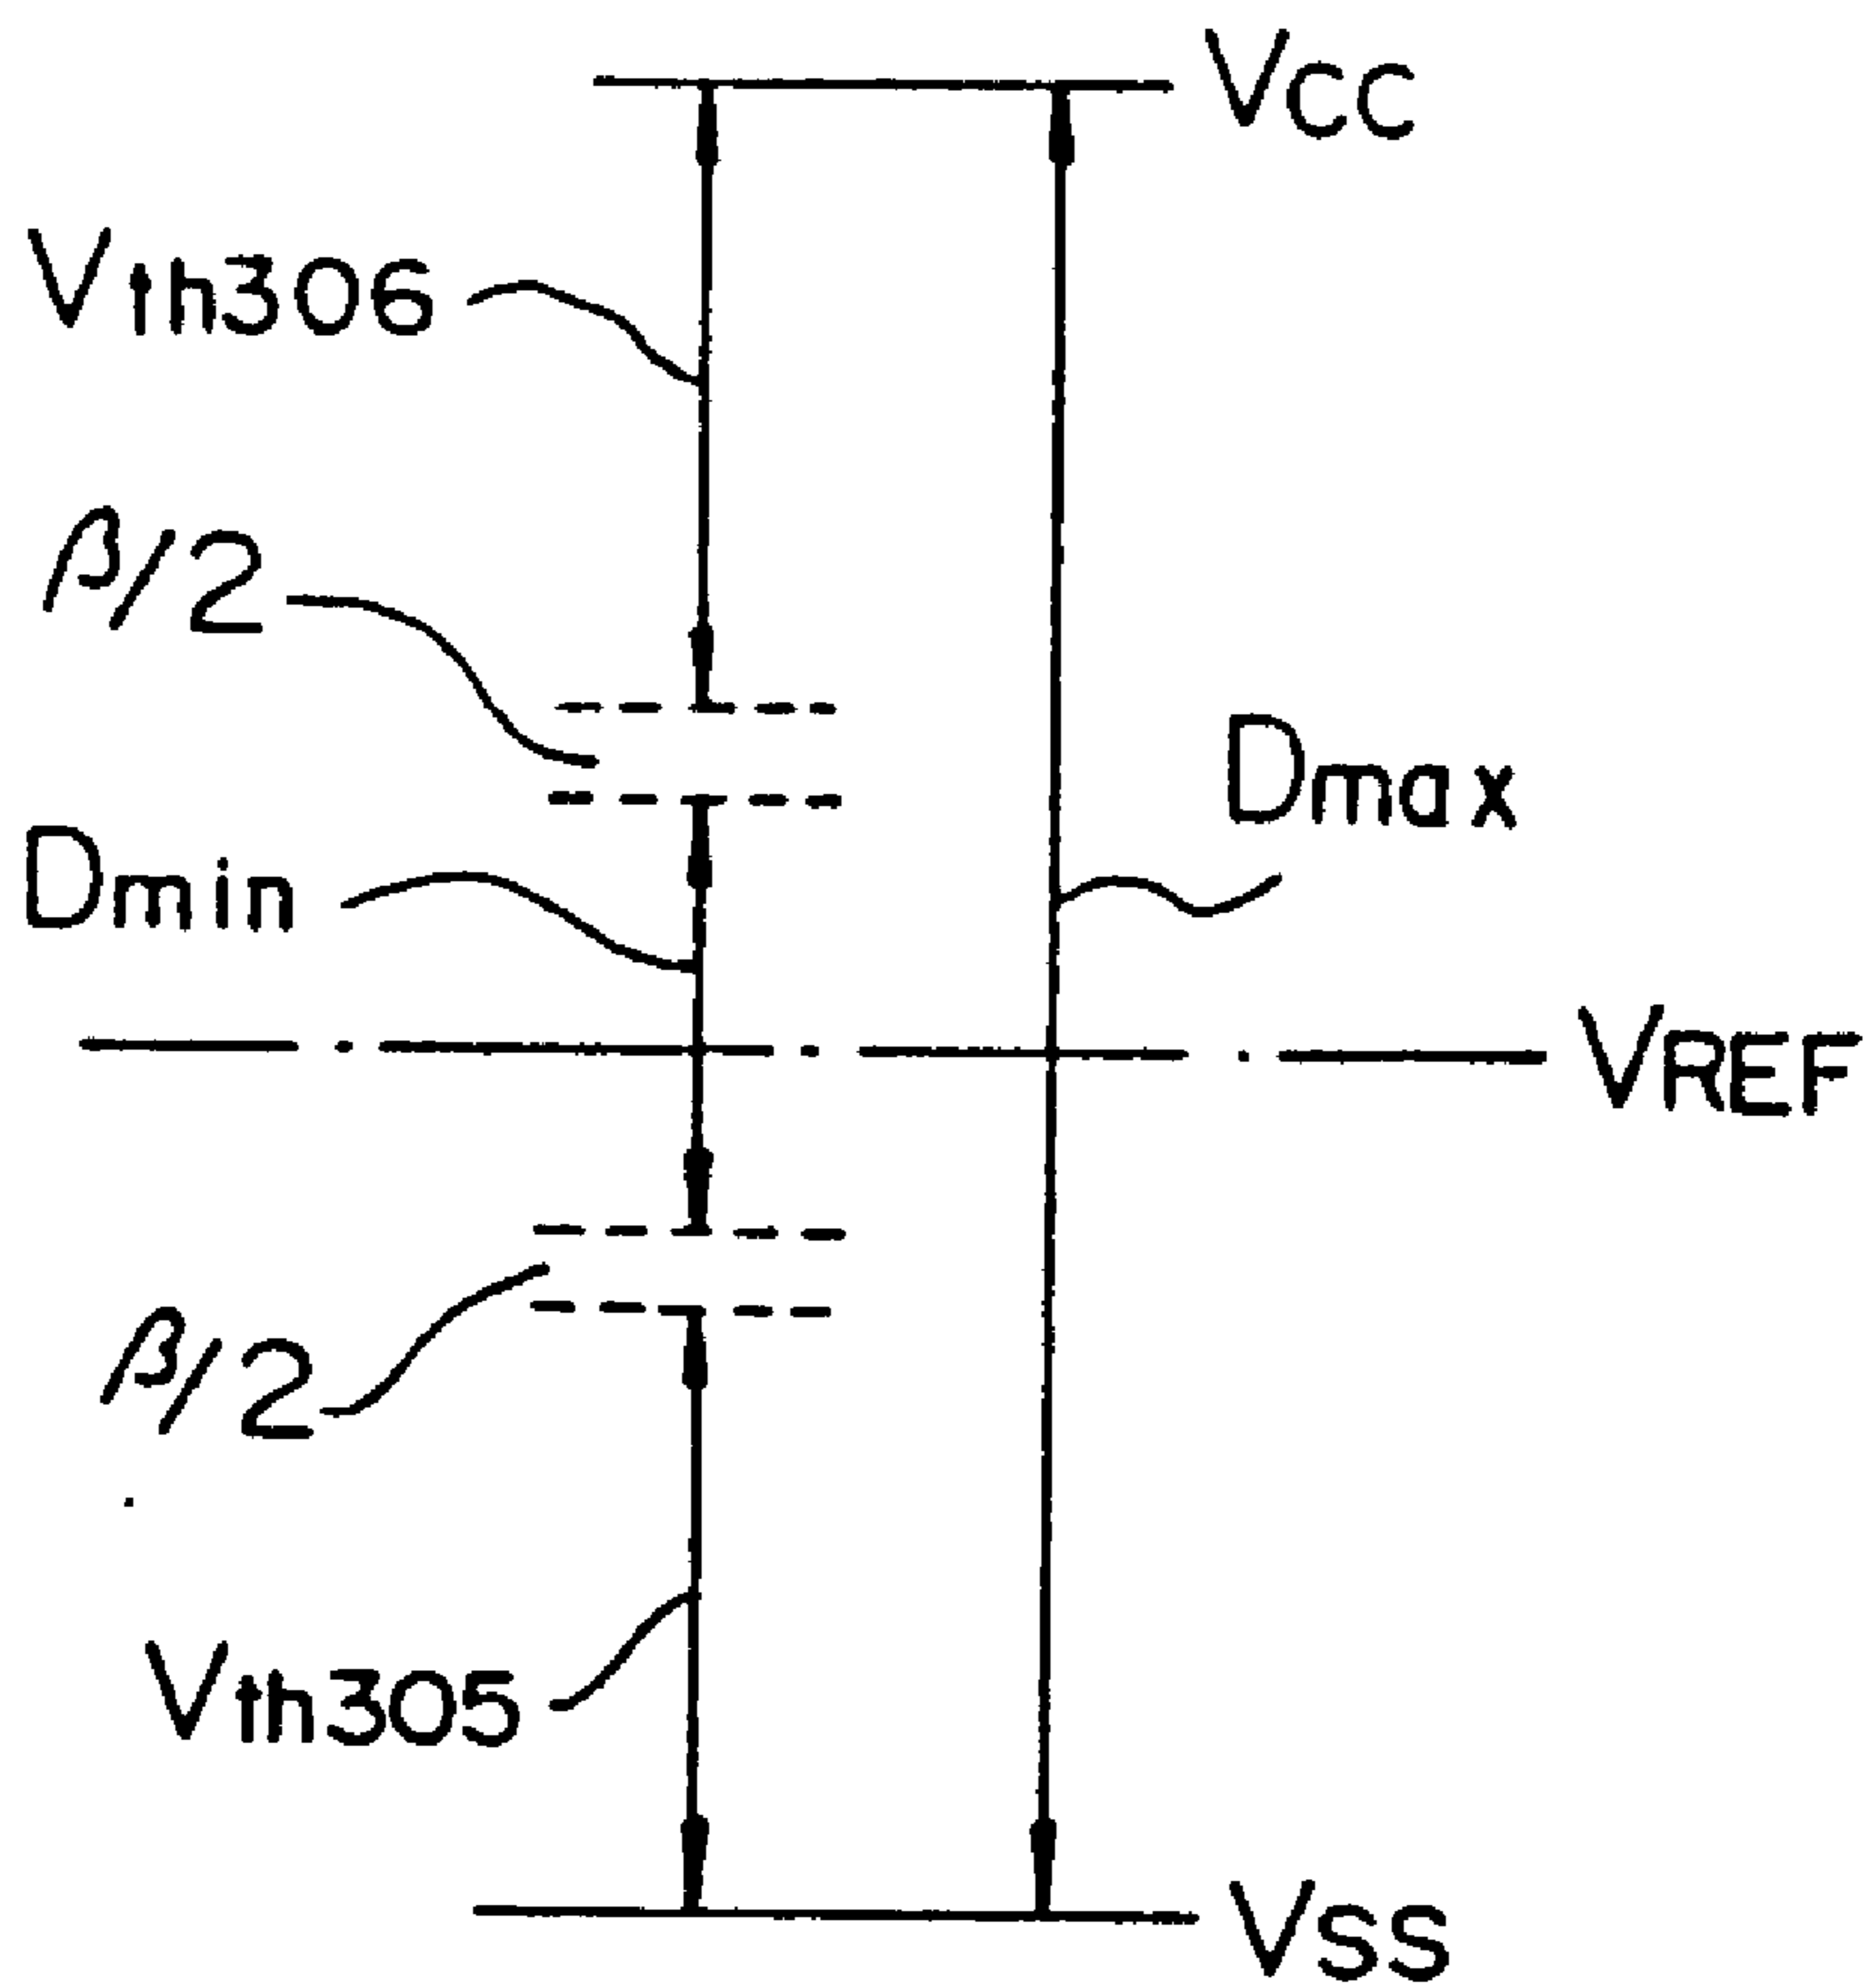 Vcc
Vth306
β/2
Dmax
Dmin
VREF
β/2
Vth305
Vss